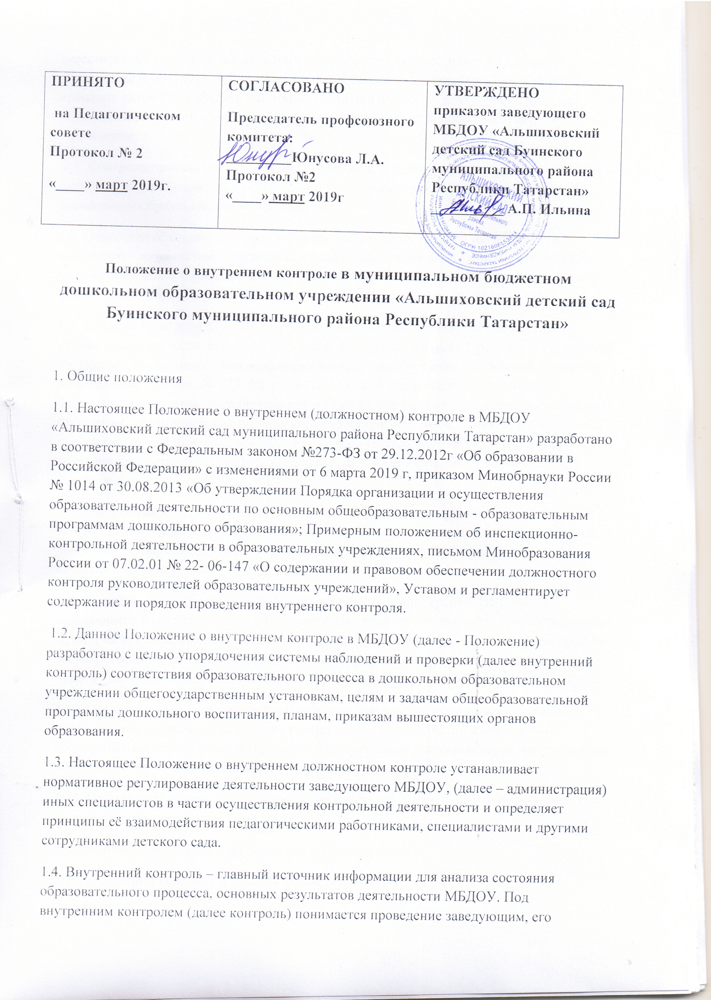 ПРИНЯТО
на Педагогическом
совете
Протокол № 2
«____» март 2019г.
СОГЛАСОВАНО
Председатель профсоюзного
комитета:
_________Юнусова Л.А.
Протокол №2
«____» март 2019г
УТВЕРЖДЕНО
приказом заведующего
МБДОУ «Альшиховский
детский сад Буинского
муниципального района
Республики Татарстан»
__________ А.П. Ильина
АЛЬШИХОВСКИЙ
ДЕТСКИЙ САД
района
Республики Татарстан
Положение о внутреннем контроле в муниципальном бюджетном
дошкольном образовательном учреждении «Альшиховский детский сад
Буинского муниципального района Республики Татарстан»
1. Общие положения
1.1. Настоящее Положение о внутреннем (должностном) контроле в МБДОУ
«Альшиховский детский сад муниципального района Республики Татарстан» разработано
в соответствии с Федеральным законом №273-ФЗ от 29.12.2012г «Об образовании в
Российской Федерации» с изменениями от 6 марта 2019 г, приказом Минобрнауки России
№ 1014 от 30.08.2013 «Об утверждении Порядка организации и осуществления
образовательной деятельности по основным общеобразовательным - образовательным
программам дошкольного образования»; Примерным положением об инспекционно-
контрольной деятельности в образовательных учреждениях, письмом Минобразования
России от 07.02.01 № 22- 06-147 «О содержании и правовом обеспечении должностного
контроля руководителей образовательных учреждений», Уставом и регламентирует
содержание и порядок проведения внутреннего контроля.
1.2. Данное Положение о внутреннем контроле в МБДОУ (далее - Положение)
разработано с целью упорядочения системы наблюдений и проверки (далее внутренний
контроль) соответствия образовательного процесса в дошкольном образовательном
учреждении общегосударственным установкам, целям и задачам общеобразовательной
программы дошкольного воспитания, планам, приказам вышестоящих органов
образования.
1.3. Настоящее Положение о внутреннем должностном контроле устанавливает
нормативное регулирование деятельности заведующего МБДОУ, (далее – администрация)
иных специалистов в части осуществления контрольной деятельности и определяет
принципы её взаимодействия педагогическими работниками, специалистами и другими
сотрудниками детского сада.
1.4. Внутренний контроль – главный источник информации для анализа состояния
образовательного процесса, основных результатов деятельности МБДОУ. Под
внутренним контролем (далее контроль) понимается проведение заведующим, его